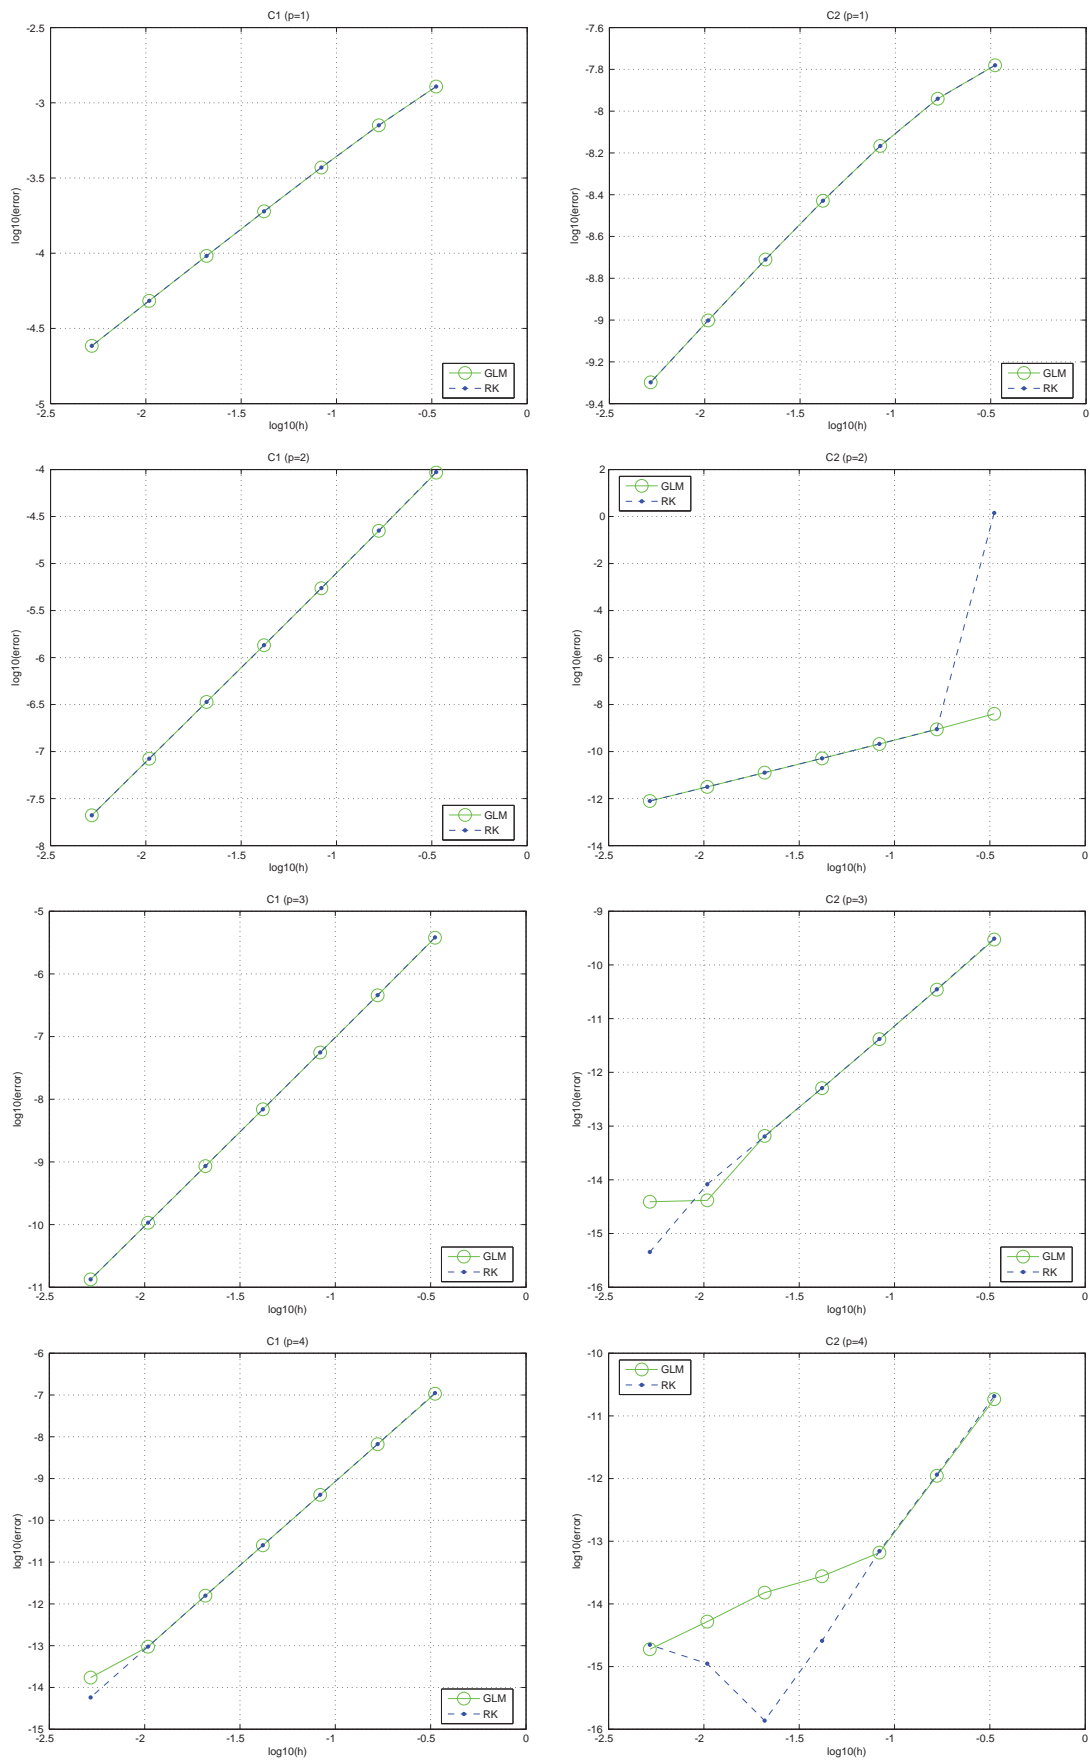 C1 (p=1)
-2.5
-3
-3.5
-4
-4.5
-5
log10(error)
GLM
RK
-2.5 -2 -1.5 -1 -0.5 0
log10(h)
C2 (p=1)
-7.6
-7.8
-8
-8.2
-8.4
-8.6
-8.8
-9
-9.2
-9.4
log10(error)
GLM
RK
-2.5 -2 -1.5 -1 -0.5 0
log10(h)
C1 (p=2)
-4
-4.5
-5
-5.5
-6
-6.5
-7
-7.5
-8
log10(error)
GLM
RK
-2.5 -2 -1.5 -1 -0.5 0
log10(h)
C2 (p=2)
2
0
-2
-4
-6
-8
-10
-12
-14
log10(error)
GLM
RK
-2.5 -2 -1.5 -1 -0.5 0
log10(h)
C1 (p=3)
-5
-6
-7
-8
-9
-10
-11
log10(error)
GLM
RK
-2.5 -2 -1.5 -1 -0.5 0
log10(h)
C2 (p=3)
-9
-10
-11
-12
-13
-14
-15
-16
log10(error)
GLM
RK
-2.5 -2 -1.5 -1 -0.5 0
log10(h)
C1 (p=4)
-6
-7
-8
-9
-10
-11
-12
-13
-14
-15
log10(error)
GLM
RK
-2.5 -2 -1.5 -1 -0.5 0
log10(h)
C2 (p=4)
-10
-11
-12
-13
-14
-15
-16
log10(error)
GLM
RK
-2.5 -2 -1.5 -1 -0.5 0
log10(h)